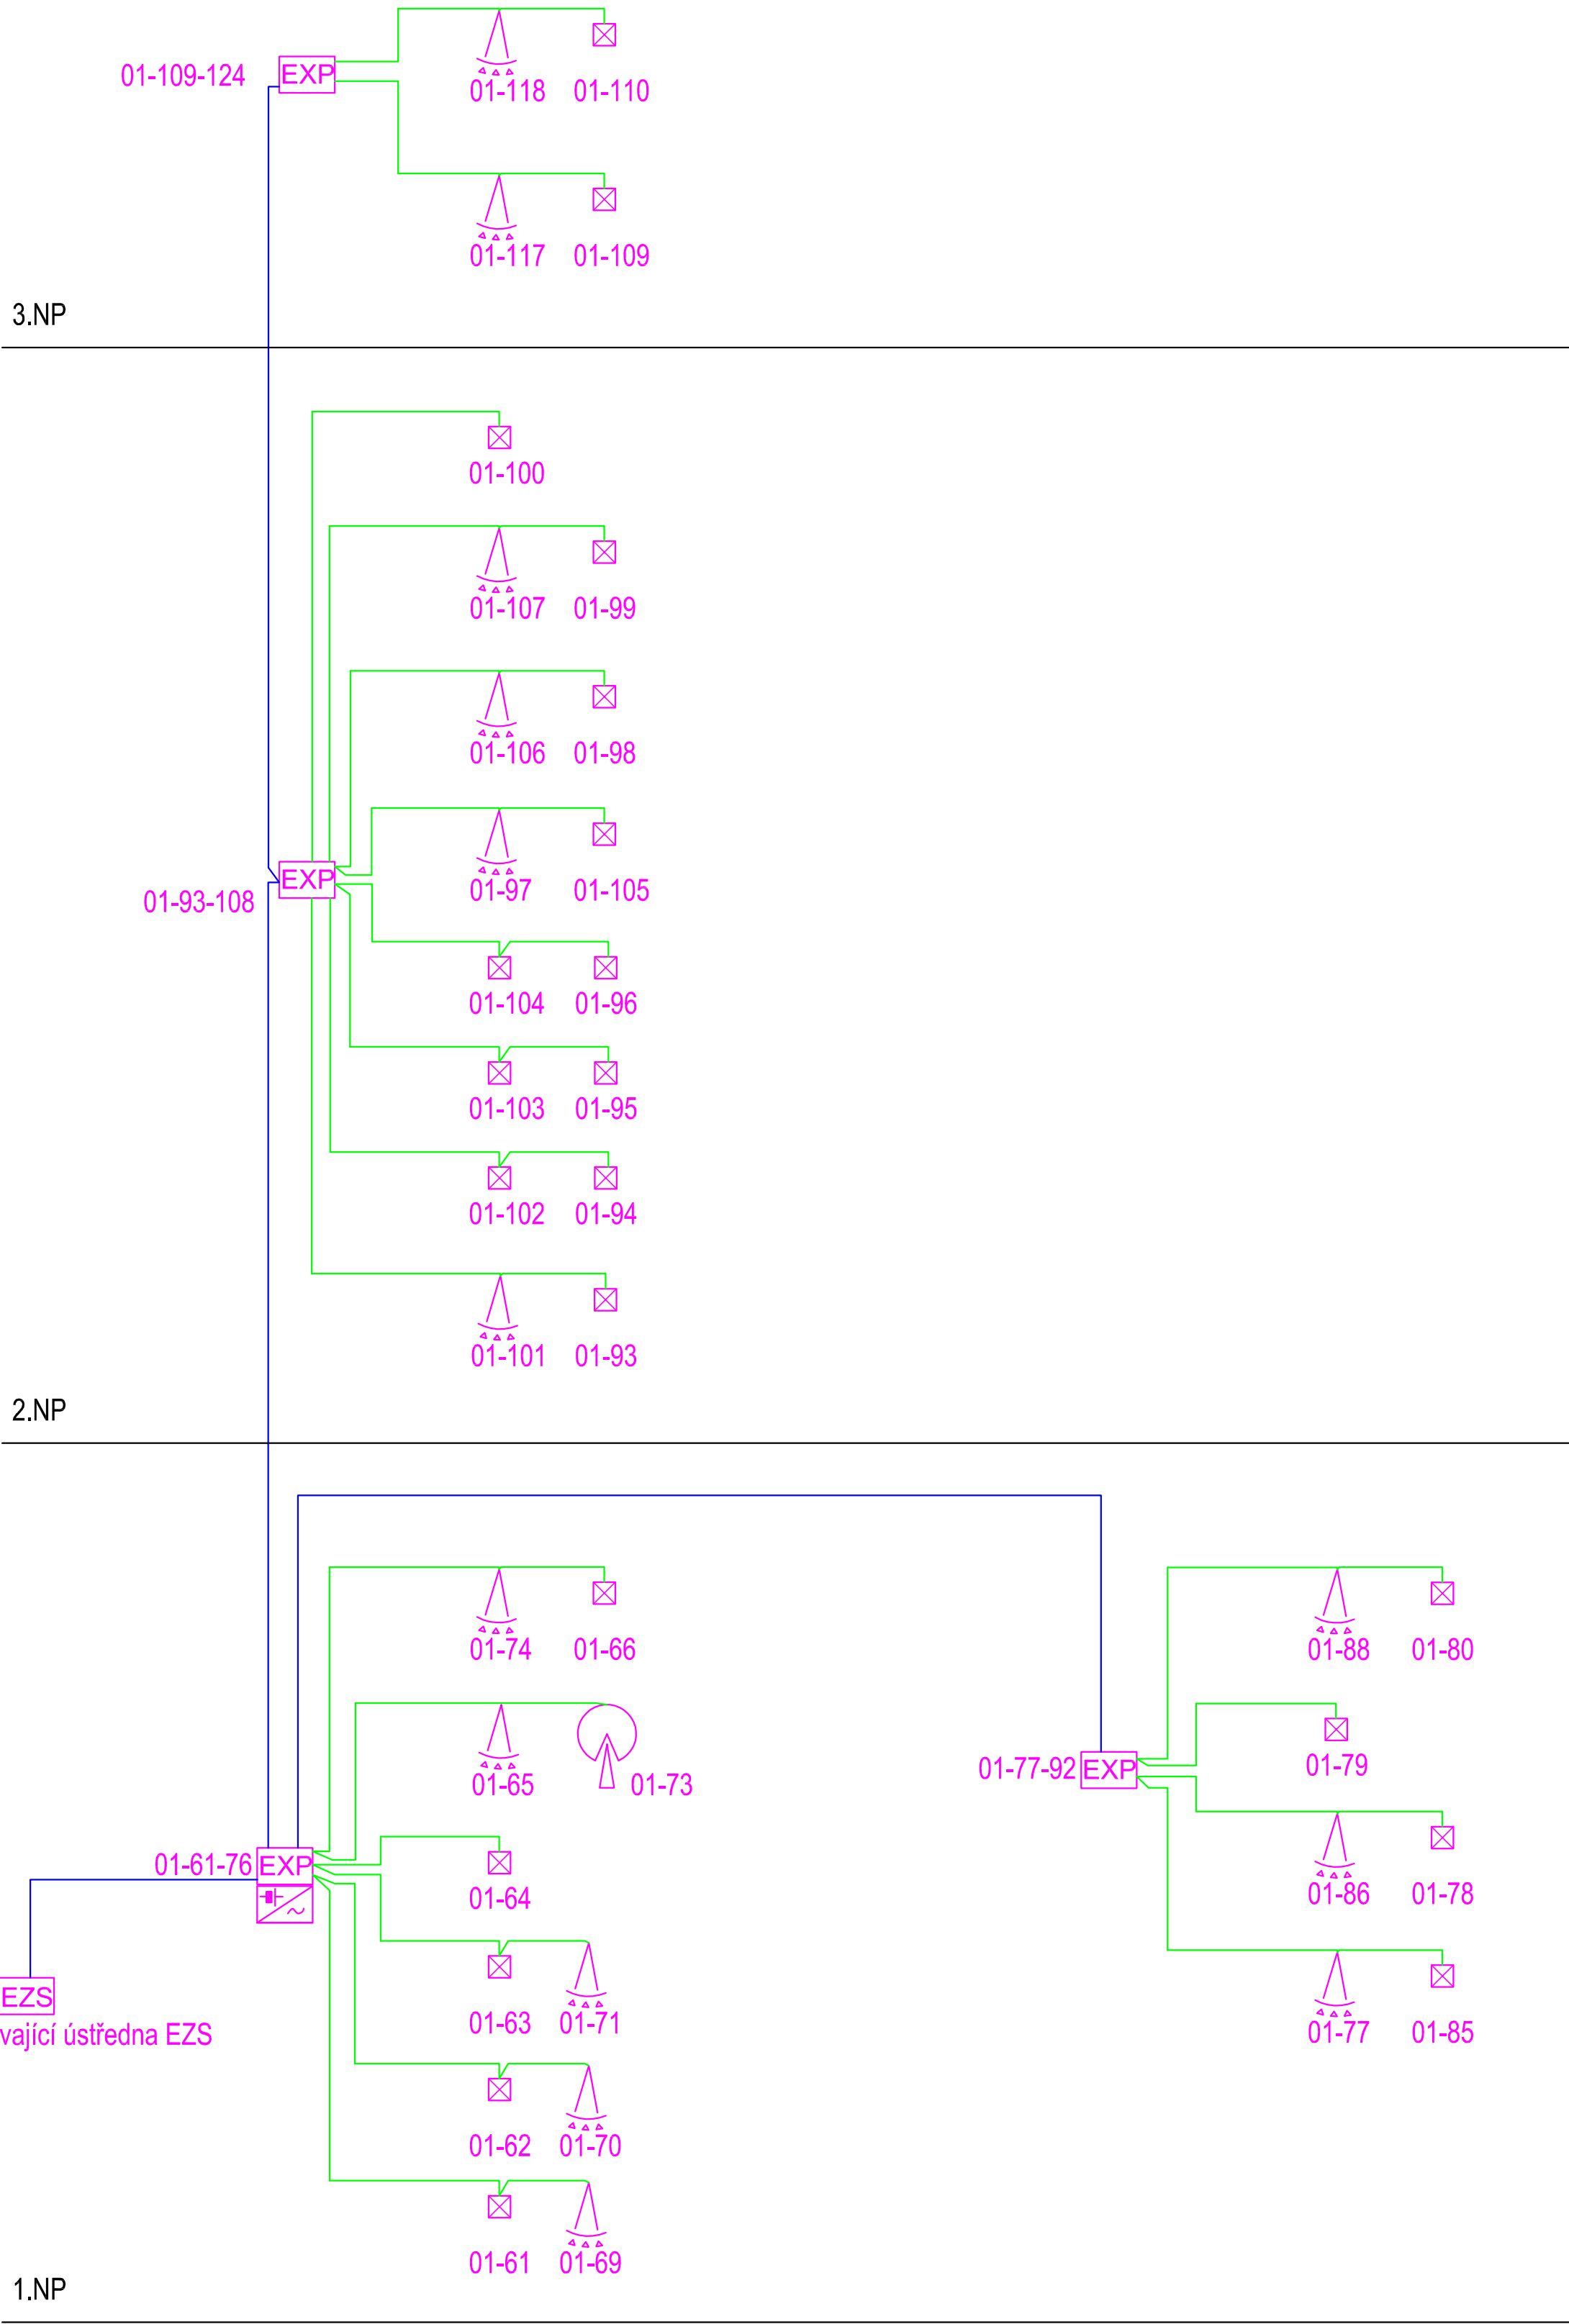 01-109-124 EXP
01-118 01-110
01-117 01-109
3.NP
01-100
01-107 01-99
01-106 01-98
EXP
01-93-108
01-97 01-105
01-104 01-96
01-103 01-95
01-102 01-94
01-101 01-93
2.NP
01-74 01-66
01-88 01-80
01-65 01-73
01-77-92 EXP
01-79
01-61-76 EXP
01-64
01-86 01-78
EZS
vající ústředna EZS
01-63 01-71
01-77 01-85
01-62 01-70
01-61 01-69
1.NP